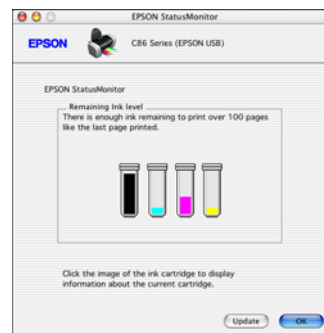 EPSON StatusMonitor
EPSON
C86 Series (EPSON USB)
EPSON StatusMonitor
Remaining Ink level
There is enough ink remaining to print over 100 pages
like the last page printed.
Click the image of the ink cartridge to display
information about the current cartridge.
Update
OK